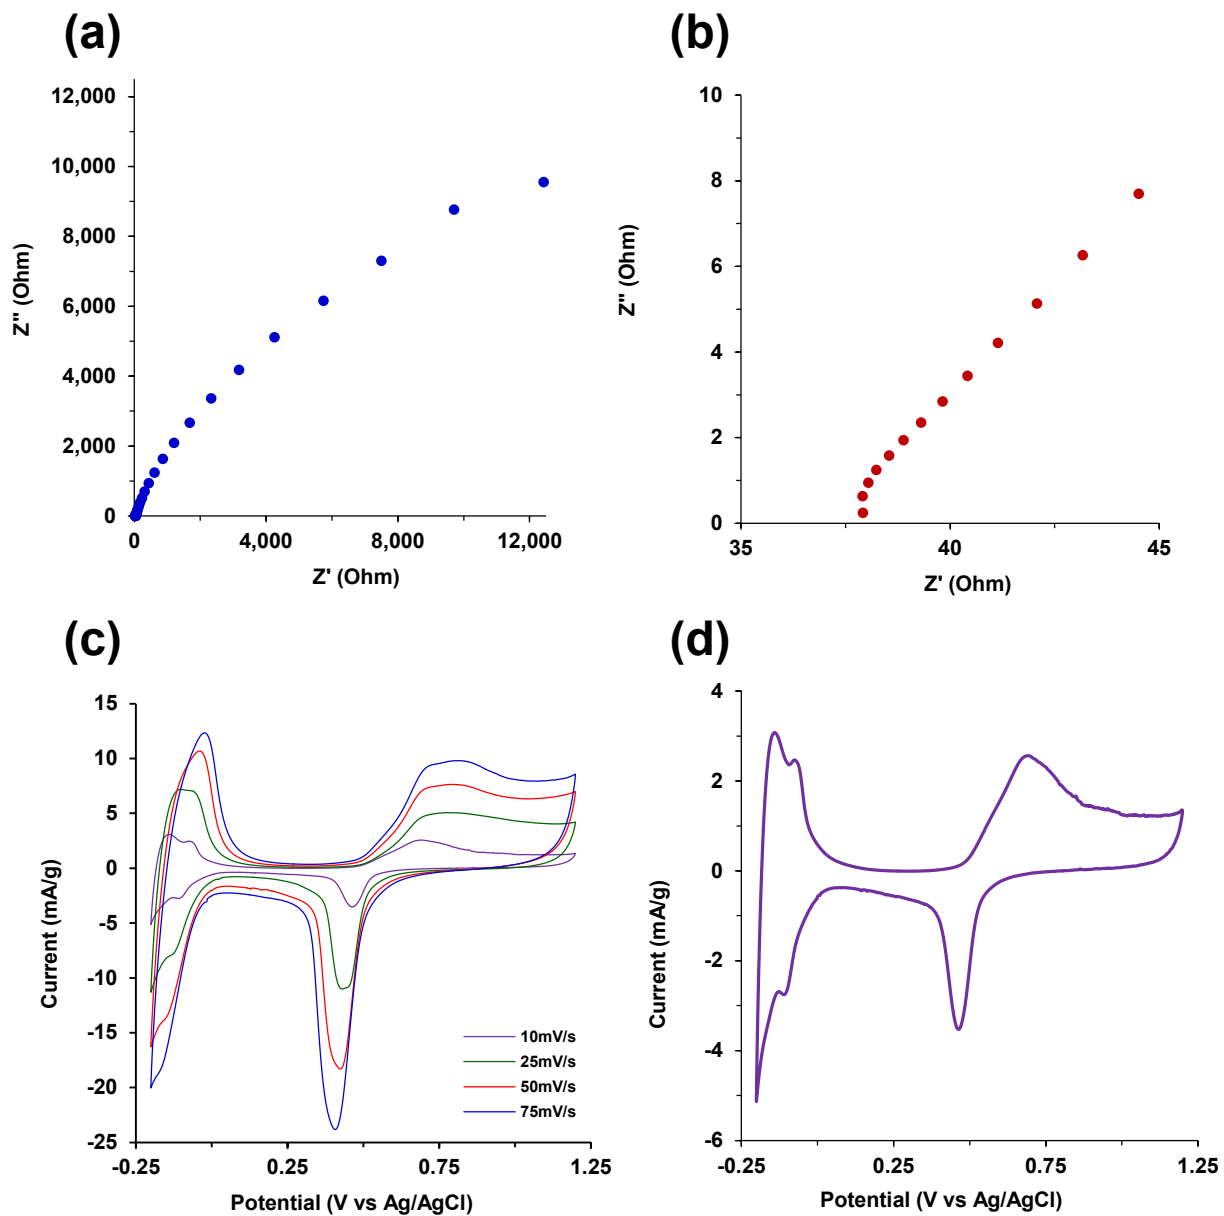 (a)
12,000
10,000
8,000
6,000
4,000
2,000
0
Z'' (Ohm)
0 4,000 8,000 12,000
Z' (Ohm)
(b)
10
8
6
4
2
0
Z'' (Ohm)
35 40 45
Z' (Ohm)
(c)
15
10
5
0
-5
-10
-15
-20
-25
Current (mA/g)
10mV/s
25mV/s
50mV/s
75mV/s
-0.25 0.25 0.75 1.25
Potential (V vs Ag/AgCl)
(d)
4
2
0
-2
-4
-6
Current (mA/g)
-0.25 0.25 0.75 1.25
Potential (V vs Ag/AgCl)